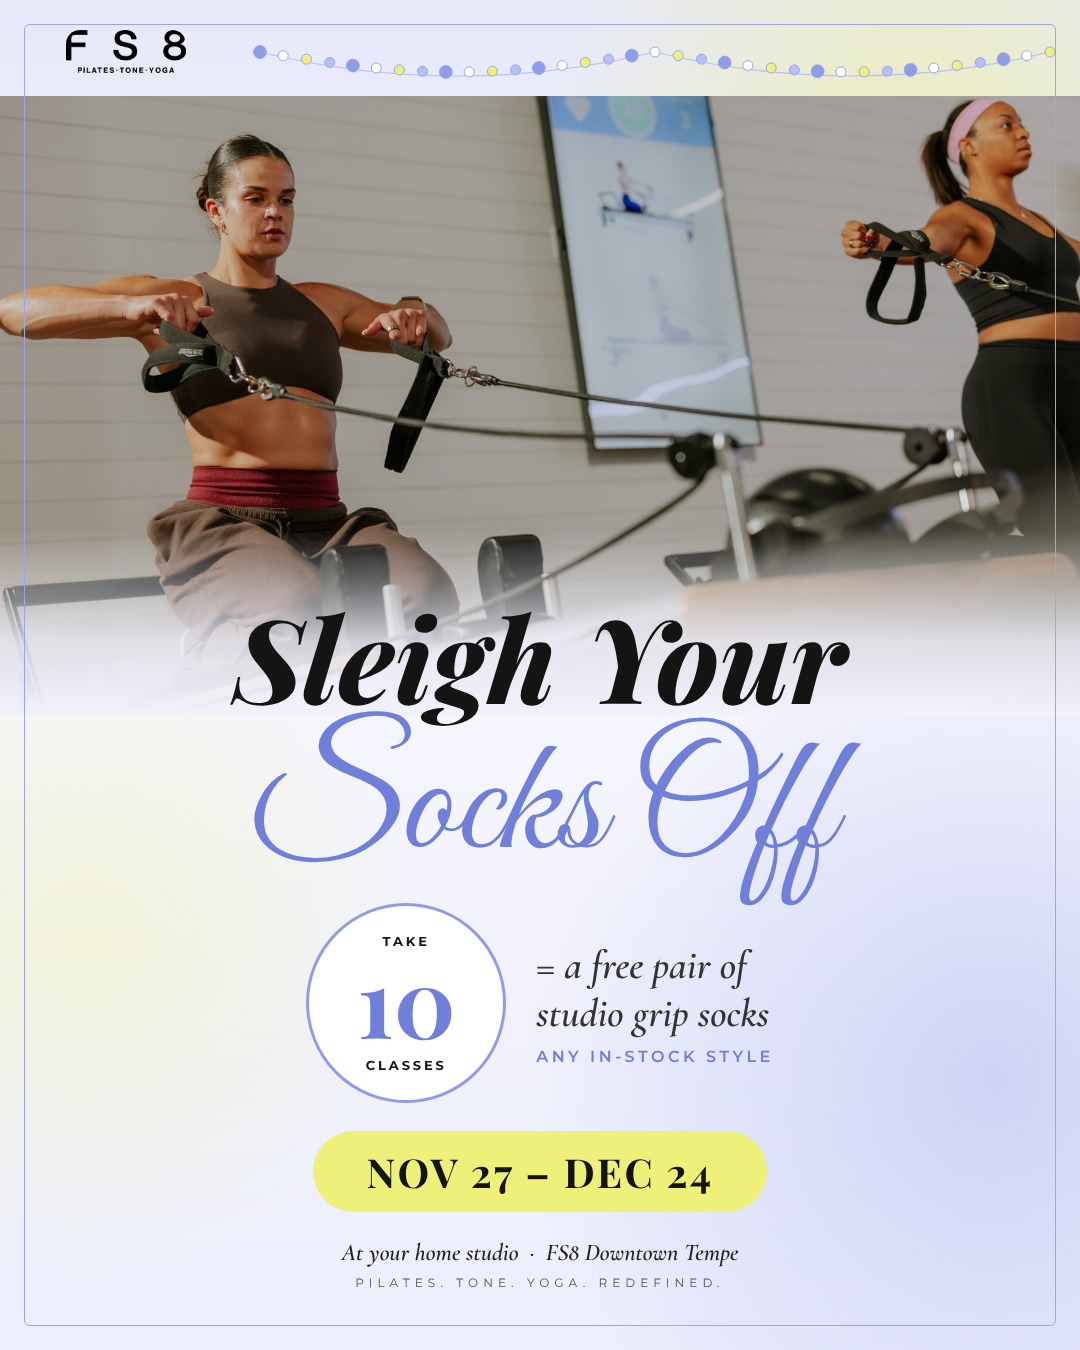 FS8
PILATES·TONE·YOGA
Sleigh Your
Socks Off
TAKE
10
CLASSES
= a free pair of
studio grip socks
ANY IN-STOCK STYLE
NOV 27 – DEC 24
At your home studio · FS8 Downtown Tempe
PILATES. TONE. YOGA. REDEFINED.